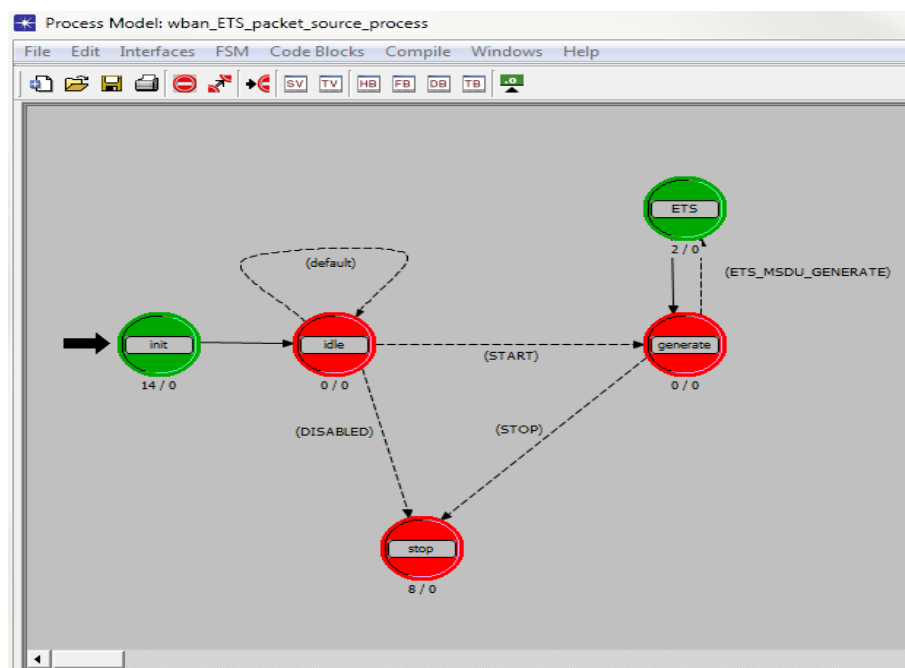 Process Model: wban_ETS_packet_source_process
File Edit Interfaces FSM Code Blocks Compile Windows Help
SV TV HB FB DB TB .0
ETS
2 / 0
(ETS_MSDU_GENERATE)
(default)
init
idle
generate
(START)
14 / 0
0 / 0
0 / 0
(DISABLED)
(STOP)
stop
8 / 0